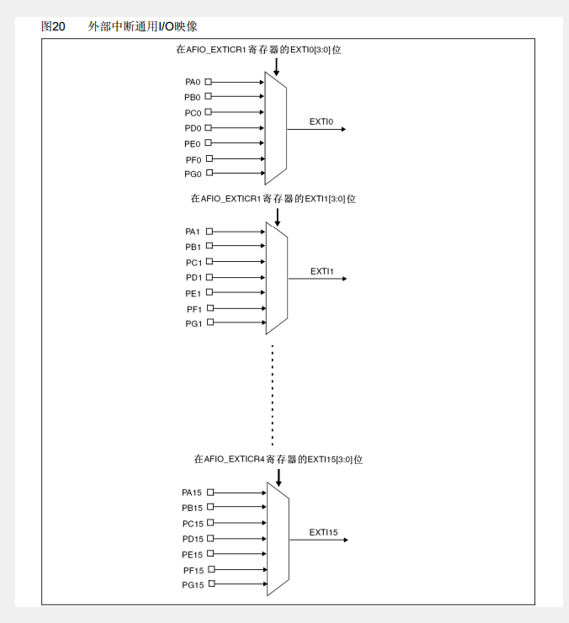 图20 外部中断通用I/O映像
在AFIO_EXTICR1寄存器的EXTI0[3:0]位
PA0
PB0
PC0
PD0
PE0
PF0
PG0
EXTI0
在AFIO_EXTICR1寄存器的EXTI1[3:0]位
PA1
PB1
PC1
PD1
PE1
PF1
PG1
EXTI1
在AFIO_EXTICR4寄存器的EXTI15[3:0]位
PA15
PB15
PC15
PD15
PE15
PF15
PG15
EXTI15